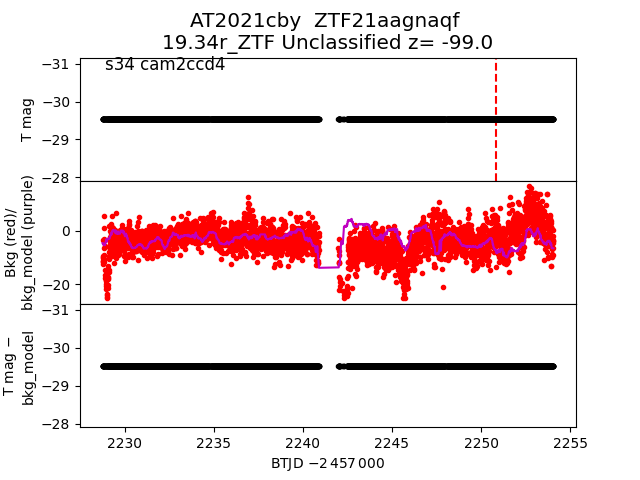 AT2021cby  ZTF21aagnaqf
19.34r_ZTF Unclassified z= -99.0
s34 cam2ccd4
−31
−30
−29
−28
T mag
0
−20
Bkg (red)/
bkg_model (purple)
−31
−30
−29
−28
T mag −
bkg_model
2230
2235
2240
2245
2250
2255
BTJD −2 457 000